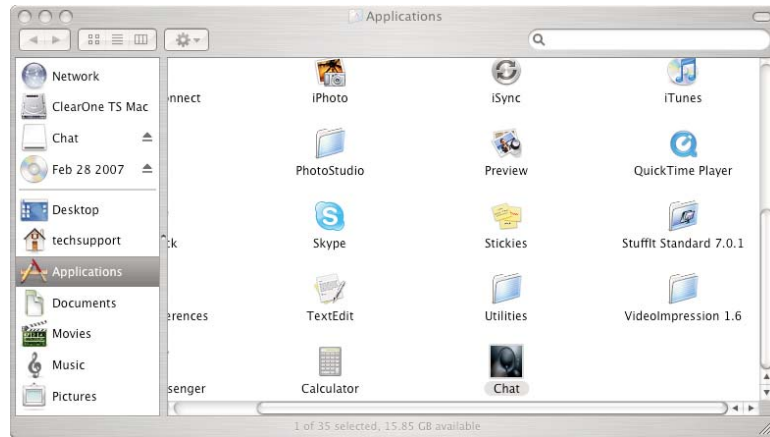 Applications
Network
ClearOne TS Mac
Chat
Feb 28 2007
Desktop
techsupport
Applications
Documents
Movies
Music
Pictures
nnect
iPhoto
iSync
iTunes
PhotoStudio
Preview
QuickTime Player
Skype
Stickies
StuffIt Standard 7.0.1
erences
TextEdit
Utilities
VideoImpression 1.6
senger
Calculator
Chat
1 of 35 selected, 15.85 GB available